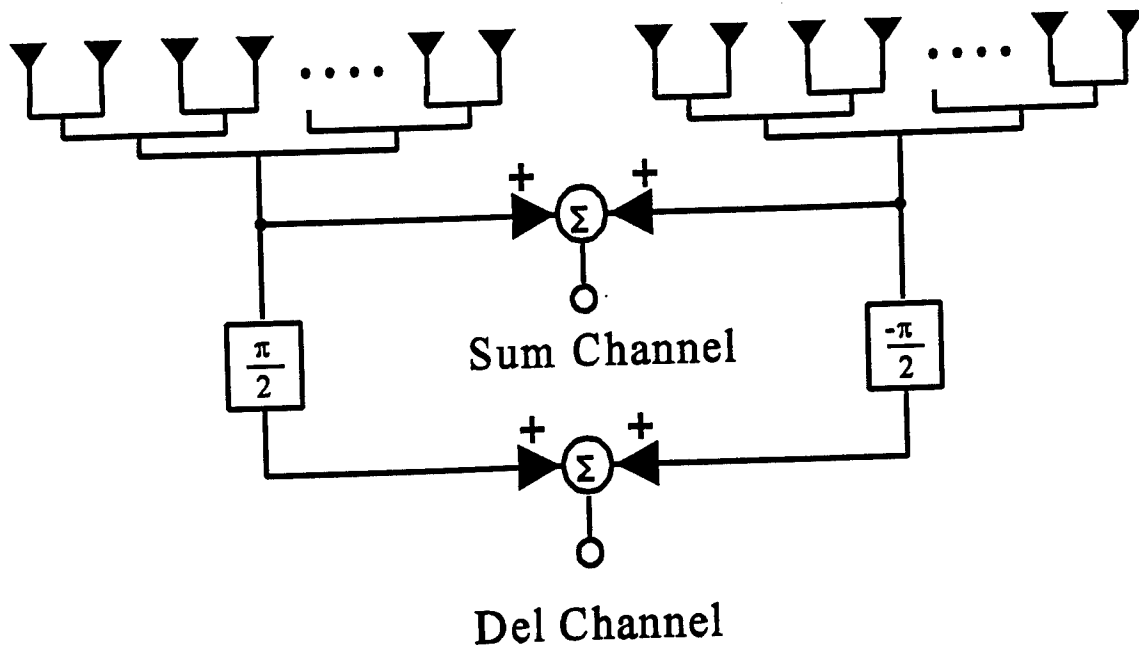 + Σ +
Sum Channel
π
2
-π
2
+ Σ +
Del Channel